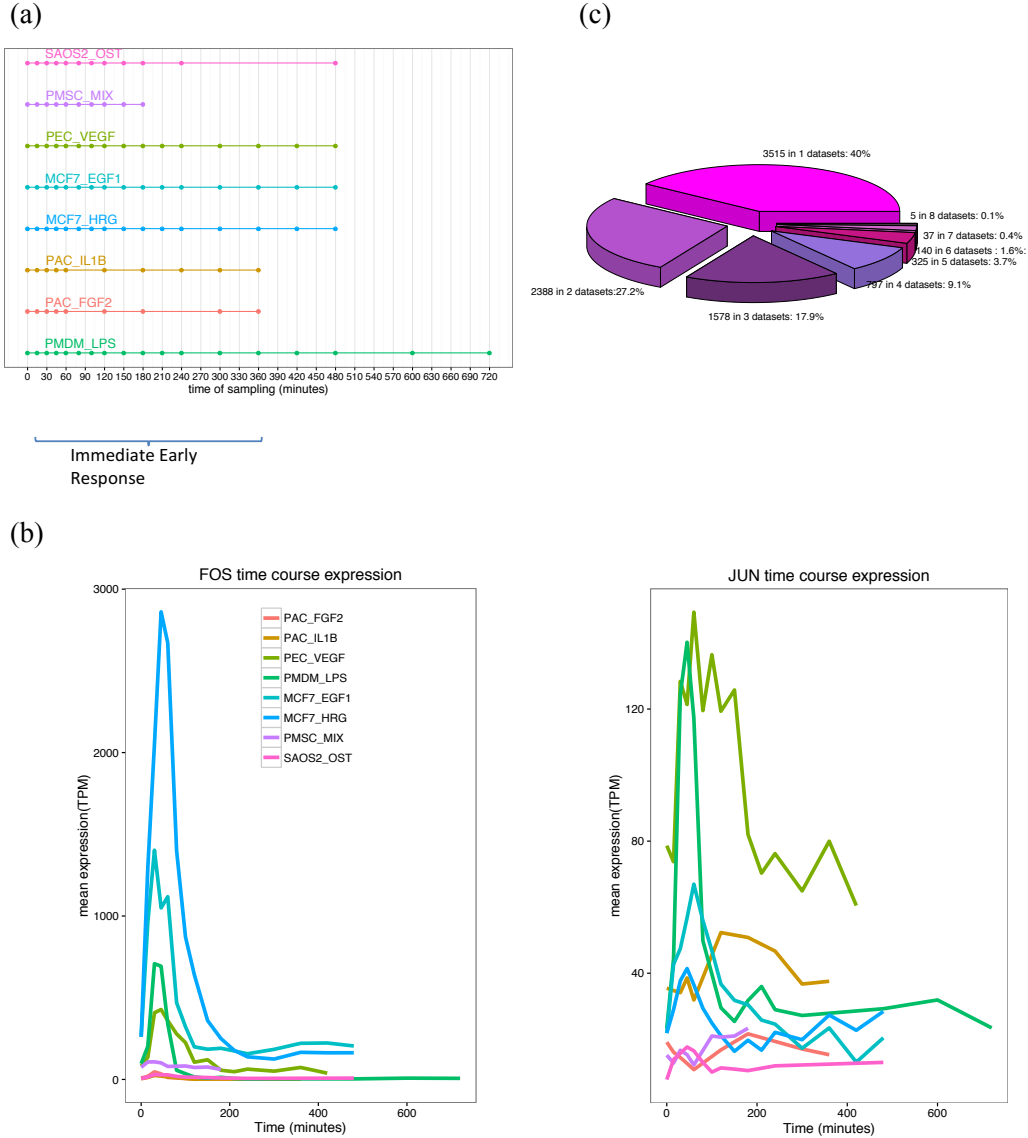 (a)
SAOS2_OST
PMSC_MIX
PEC_VEGF
MCF7_EGF1
MCF7_HRG
PAC_IL1B
PAC_FGF2
PMDM_LPS
0 30 60 90 120 150 180 210 240 270 300 330 360 390 420 450 480 510 540 570 600 630 660 690 720
time of sampling (minutes)
Immediate Early
Response
(c)
3515 in 1 datasets: 40%
5 in 8 datasets: 0.1%
37 in 7 datasets: 0.4%
140 in 6 datasets : 1.6%:
325 in 5 datasets: 3.7%
797 in 4 datasets: 9.1%
2388 in 2 datasets:27.2%
1578 in 3 datasets: 17.9%
(b)
FOS time course expression
3000
2000
1000
0
mean expression(TPM)
PAC_FGF2
PAC_IL1B
PEC_VEGF
PMDM_LPS
MCF7_EGF1
MCF7_HRG
PMSC_MIX
SAOS2_OST
0 200 400 600
Time (minutes)
JUN time course expression
120
80
40
mean expression(TPM)
0 200 400 600
Time (minutes)